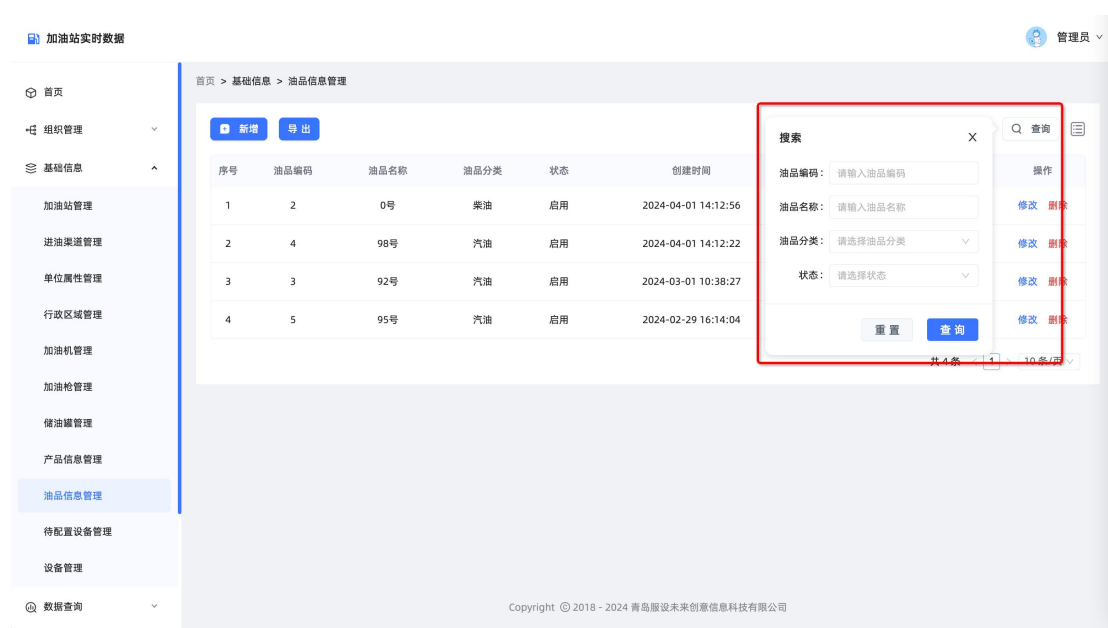 加油站实时数据
管理员
首页
组织管理
基础信息
加油站管理
进油渠道管理
单位属性管理
行政区域管理
加油机管理
加油枪管理
储油罐管理
产品信息管理
油品信息管理
待配置设备管理
设备管理
数据查询
首页 > 基础信息 > 油品信息管理
新增 导出
查询
序号 油品编码 油品名称 油品分类 状态 创建时间 操作
1 2 0号 柴油 启用 2024-04-01 14:12:56 修改 删除
2 4 98号 汽油 启用 2024-04-01 14:12:22 修改 删除
3 3 92号 汽油 启用 2024-03-01 10:38:27 修改 删除
4 5 95号 汽油 启用 2024-02-29 16:14:04 修改 删除
搜索 X
油品编码： 请输入油品编码
油品名称： 请输入油品名称
油品分类： 请选择油品分类
状态： 请选择状态
重置 查询
共 4 条 < 1 > 10 条/页
Copyright © 2018 - 2024 青岛服设未来创意信息科技有限公司